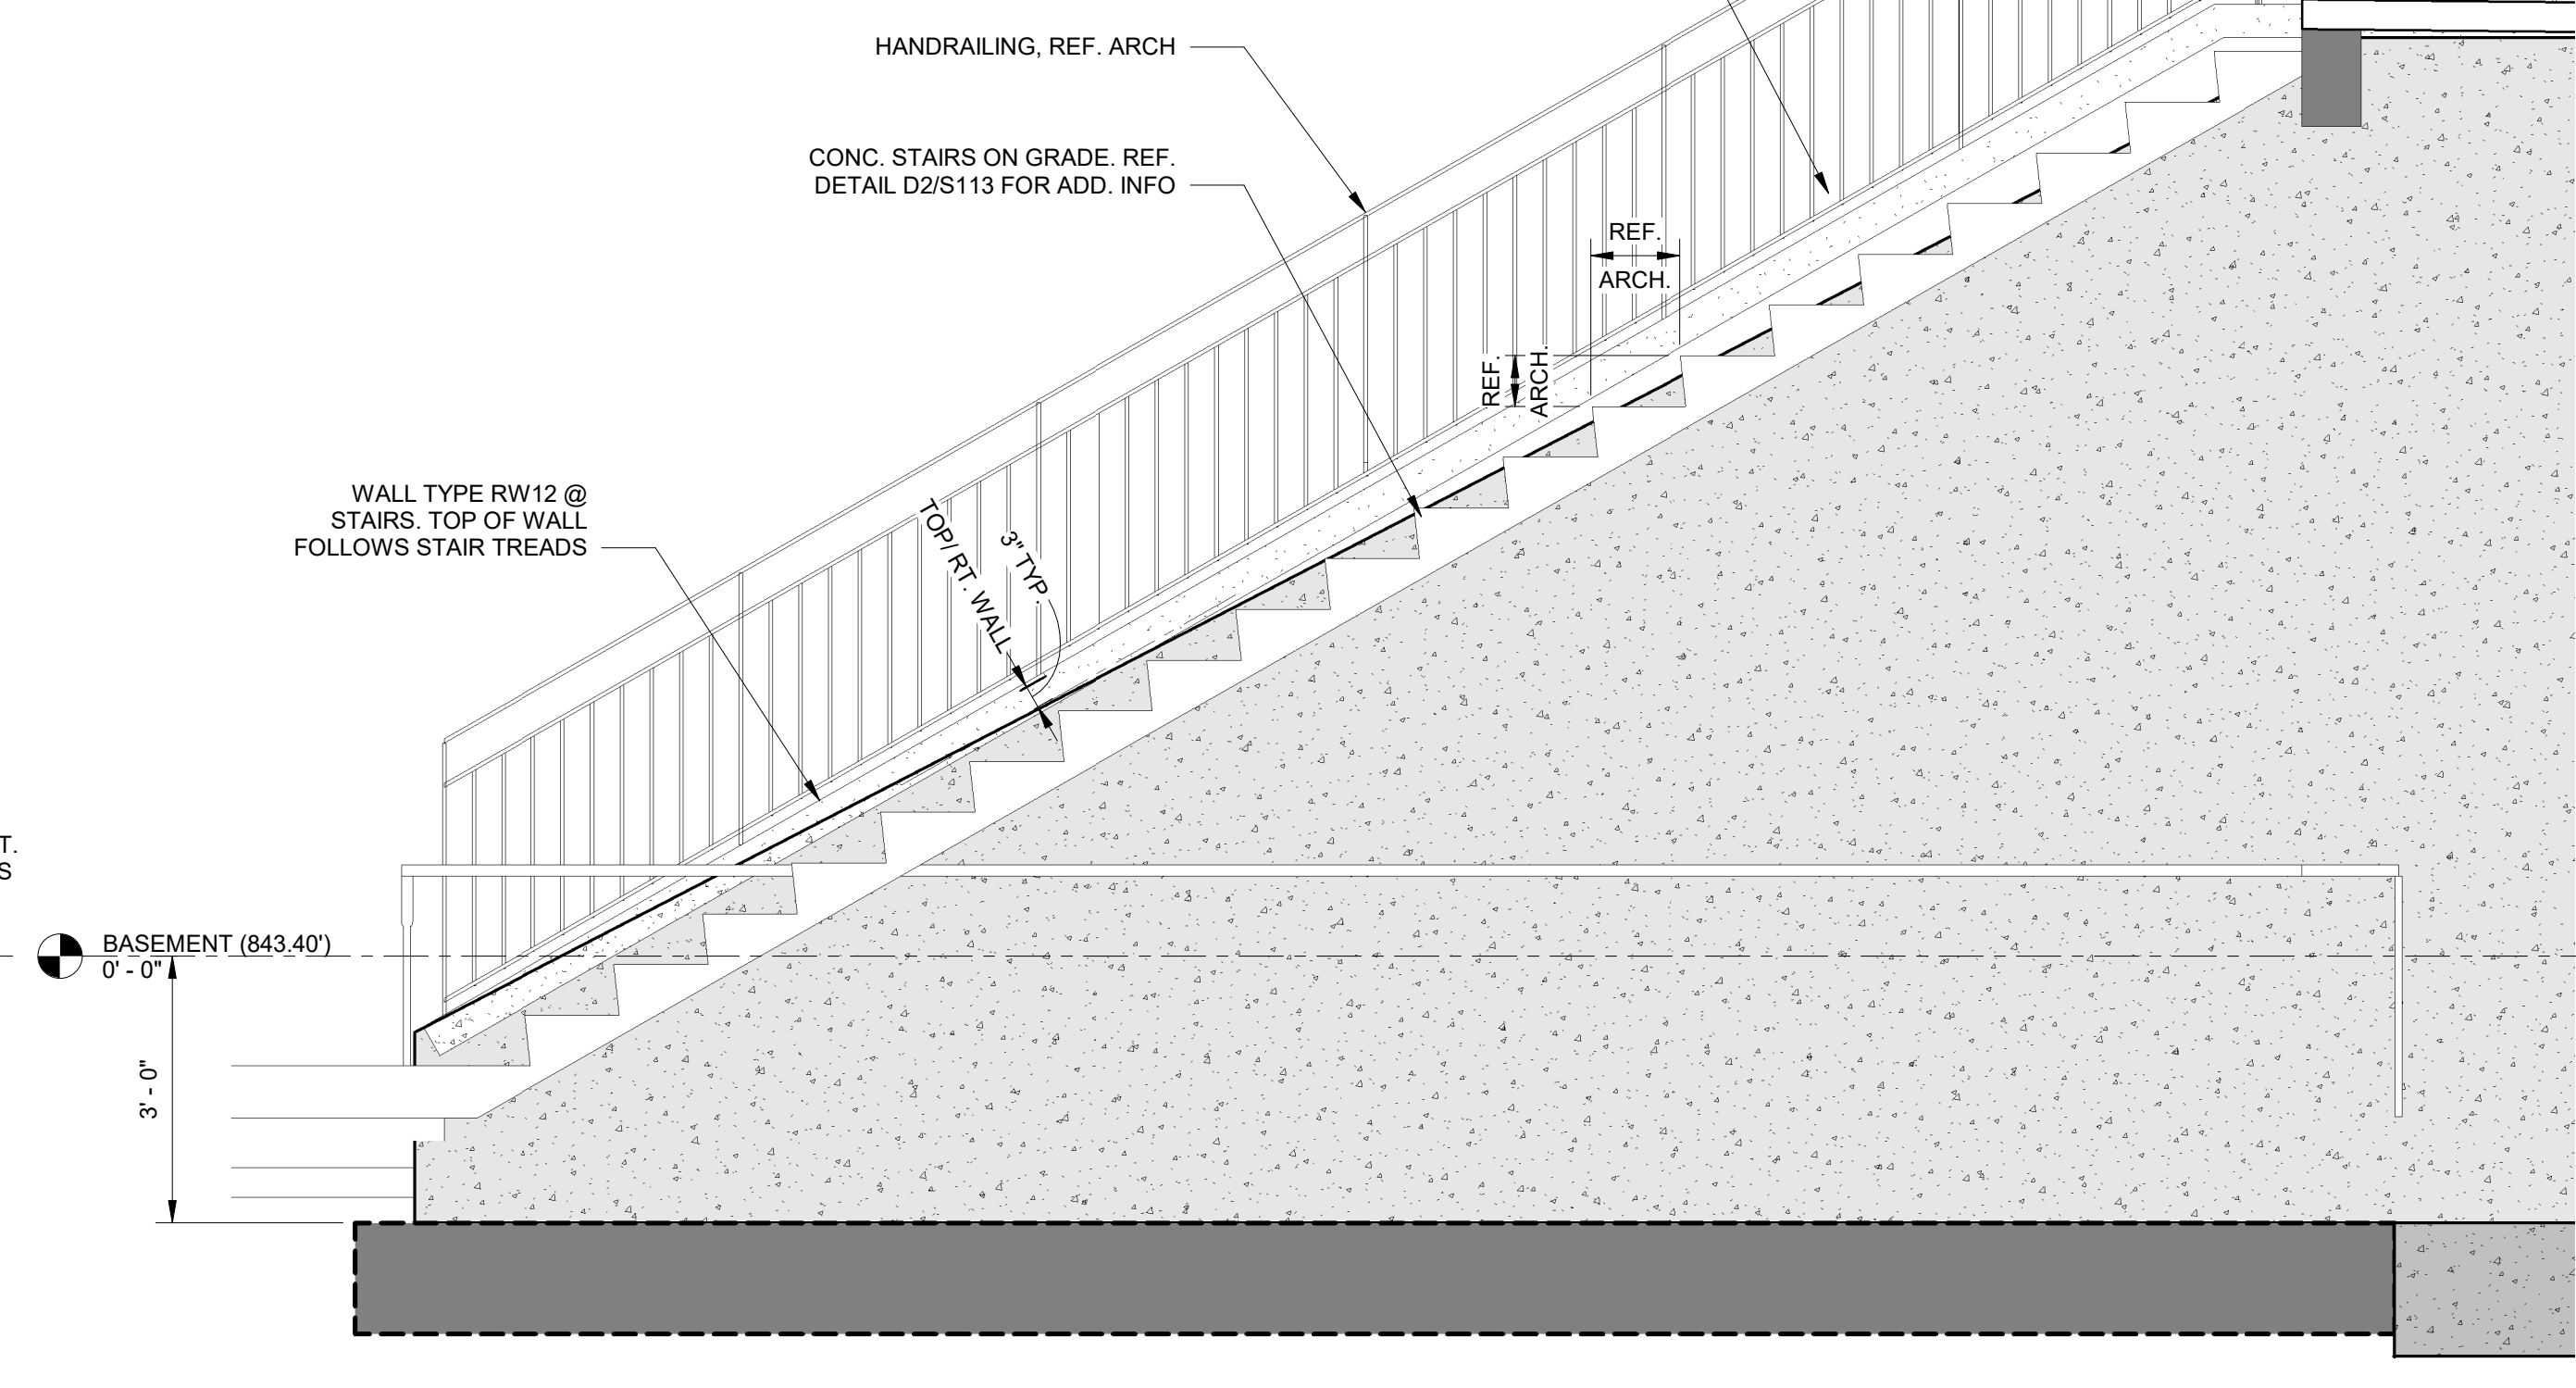 HANDRAILING, REF. ARCH
CONC. STAIRS ON GRADE. REF.
DETAIL D2/S113 FOR ADD. INFO
REF.
ARCH.
REF.
ARCH.
WALL TYPE RW12 @
STAIRS. TOP OF WALL
FOLLOWS STAIR TREADS
TOP/ RT. WALL
3" TYP.
T.
S
BASEMENT (843.40')
0' - 0"
3' - 0"